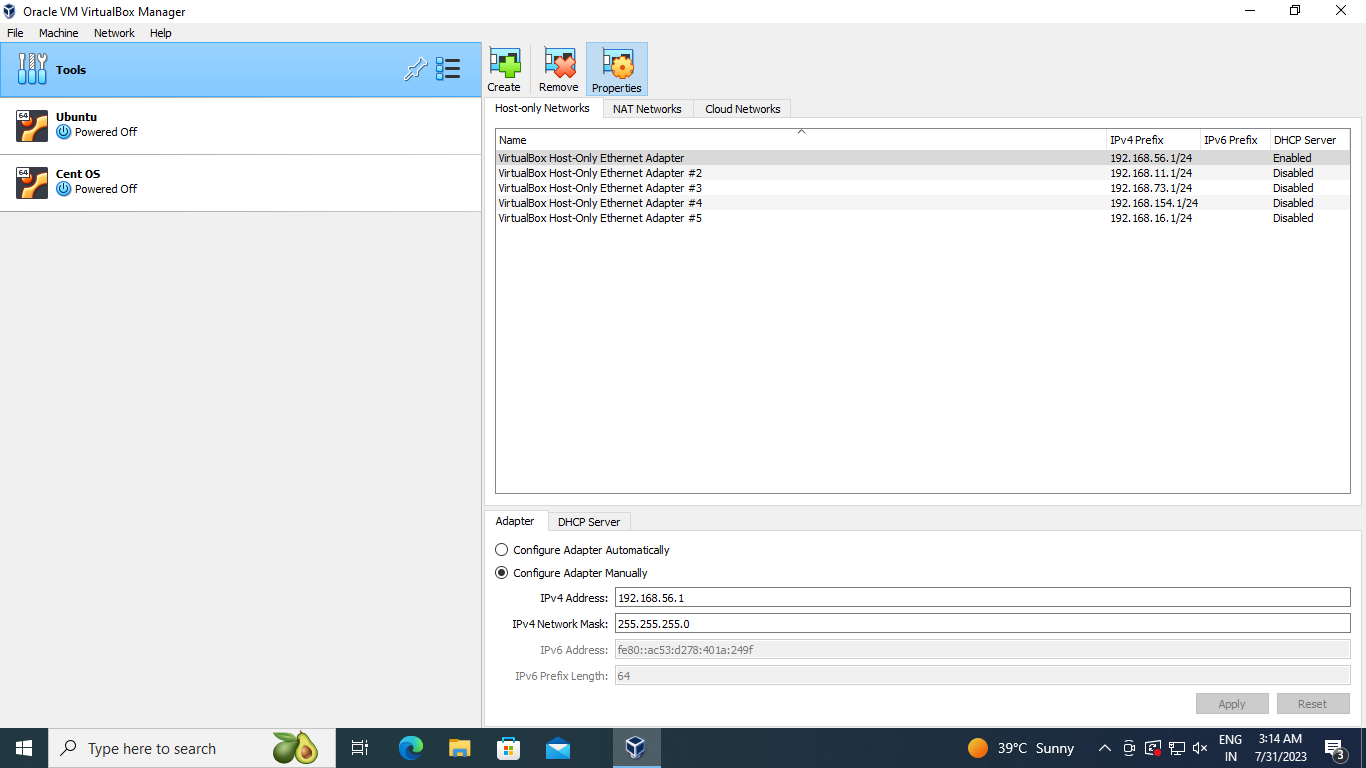 Oracle VM VirtualBox Manager
File Machine Network Help
Tools
64
Ubuntu
Powered Off
64
Cent OS
Powered Off
Create Remove Properties
Host-only Networks NAT Networks Cloud Networks
Name IPv4 Prefix IPv6 Prefix DHCP Server
VirtualBox Host-Only Ethernet Adapter 192.168.56.1/24 Enabled
VirtualBox Host-Only Ethernet Adapter #2 192.168.11.1/24 Disabled
VirtualBox Host-Only Ethernet Adapter #3 192.168.73.1/24 Disabled
VirtualBox Host-Only Ethernet Adapter #4 192.168.154.1/24 Disabled
VirtualBox Host-Only Ethernet Adapter #5 192.168.16.1/24 Disabled
Adapter DHCP Server
Configure Adapter Automatically
Configure Adapter Manually
IPv4 Address: 192.168.56.1
IPv4 Network Mask: 255.255.255.0
IPv6 Address: fe80::ac53:d278:401a:249f
IPv6 Prefix Length: 64
Apply Reset
Type here to search
39°C Sunny
ENG
IN
3:14 AM
7/31/2023
3